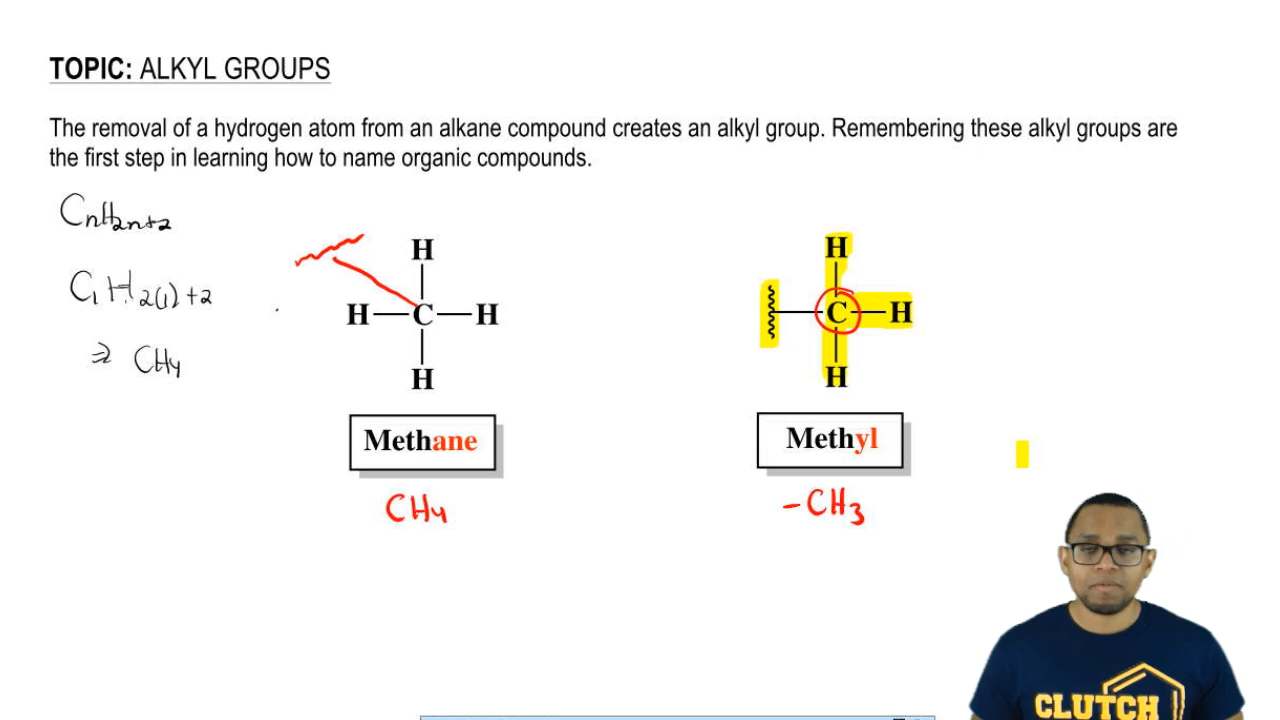 TOPIC: ALKYL GROUPS
The removal of a hydrogen atom from an alkane compound creates an alkyl group. Remembering these alkyl groups are
the first step in learning how to name organic compounds.
CnH2n+2
C1H2(1)+2
⇒ CH4
H
H C H
H
Methane
CH4
H
C H
H
Methyl
-CH3
CLUTCH